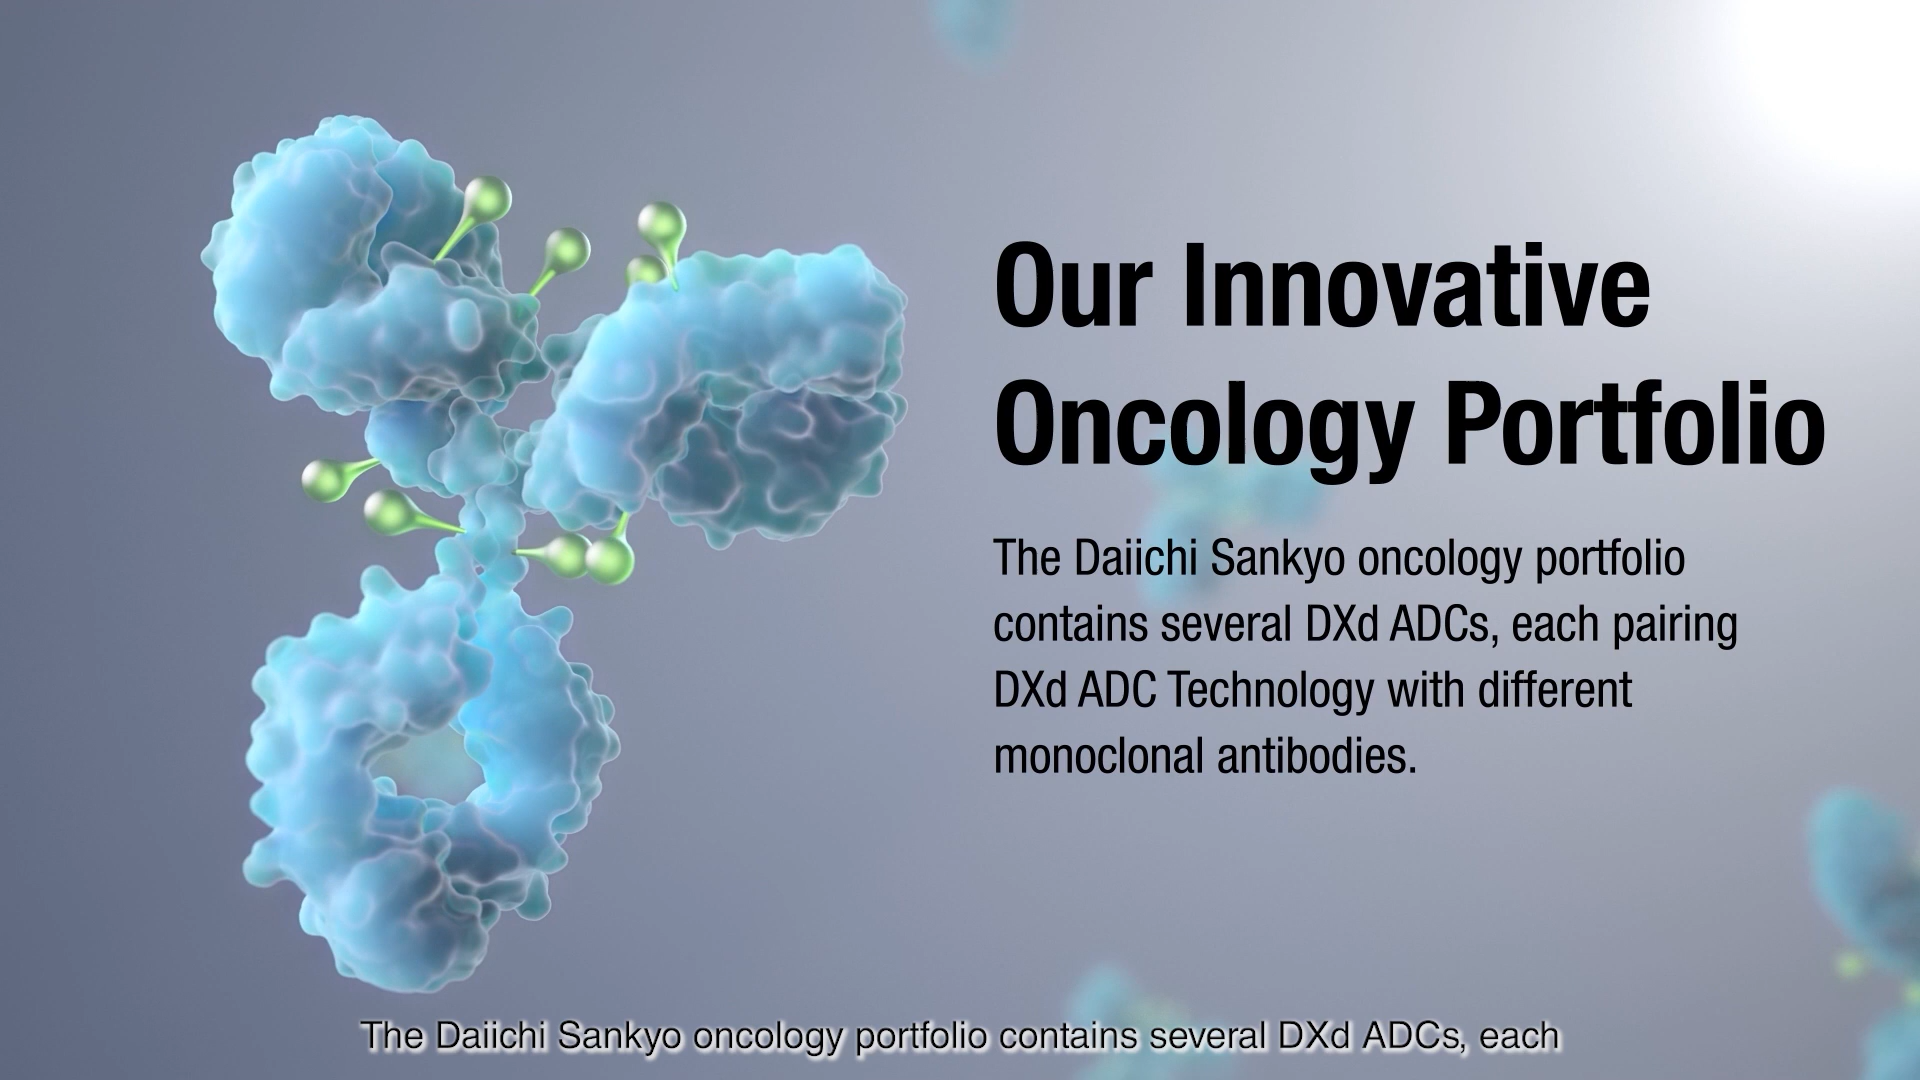 Our Innovative
Oncology Portfolio
The Daiichi Sankyo oncology portfolio
contains several DXd ADCs, each pairing
DXd ADC Technology with different
monoclonal antibodies.
The Daiichi Sankyo oncology portfolio contains several DXd ADCs, each